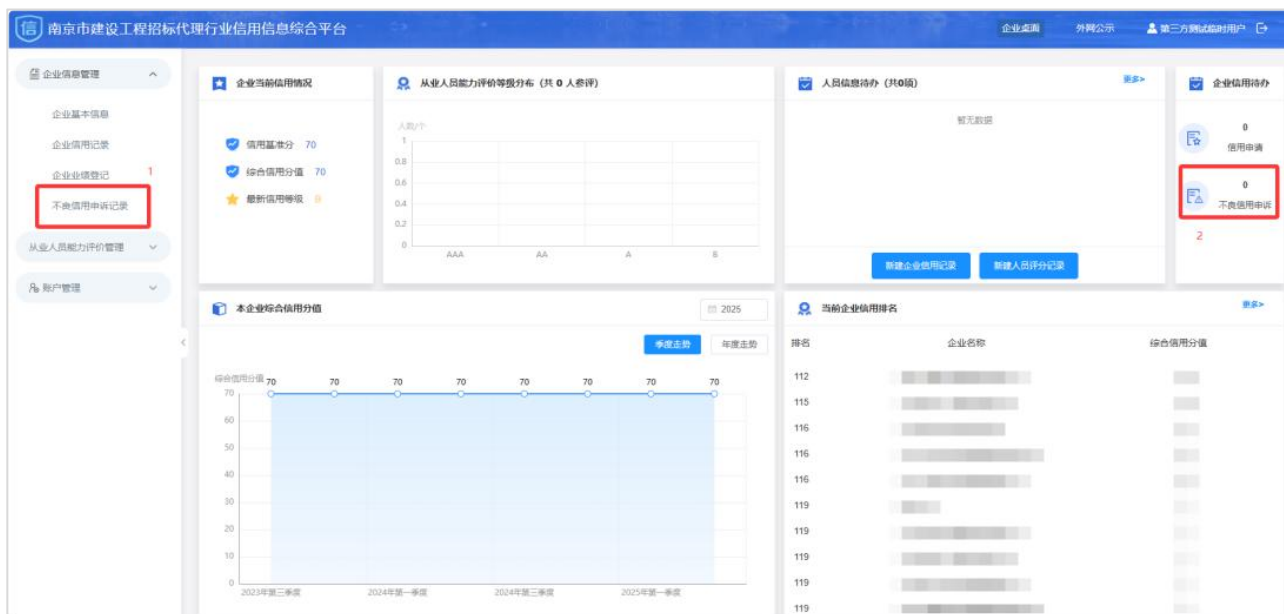 信 南京市建设工程招标代理行业信用信息综合平台
企业桌面 外网公示 第三方测试临时用户
企业信息管理
企业基本信息
企业信用记录
企业业绩登记
1
不良信用申诉记录
从业人员能力评价管理
账户管理
企业当前信用情况
信用基准分 70
综合信用分值 70
最新信用等级 B
从业人员能力评价等级分布（共 0 人参评）
人数/个
1
0.8
0.6
0.4
0.2
0
AAA AA A B
人员信息待办（共0项） 更多>
暂无数据
新建企业信用记录 新建人员评分记录
企业信用待办
0
信用申请
0
不良信用申诉
2
本企业综合信用分值 2025
季度走势 年度走势
综合信用分值
70 70 70 70 70 70 70 70
70
60
50
40
30
20
10
0
2023年第三季度 2024年第一季度 2024年第三季度 2025年第一季度
当前企业信用排名 更多>
排名 企业名称 综合信用分值
112
115
116
116
116
119
119
119
119
119